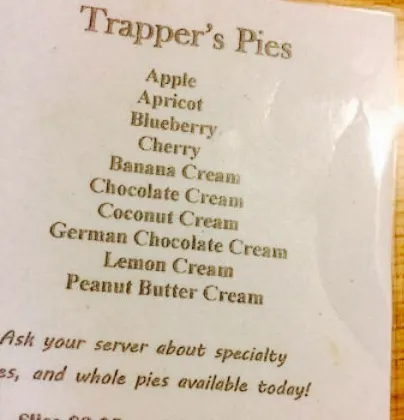 Trapper's Pies
Apple
Apricot
Blueberry
Cherry
Banana Cream
Chocolate Cream
Coconut Cream
German Chocolate Cream
Lemon Cream
Peanut Butter Cream
Ask your server about specialty
and whole pies available today!